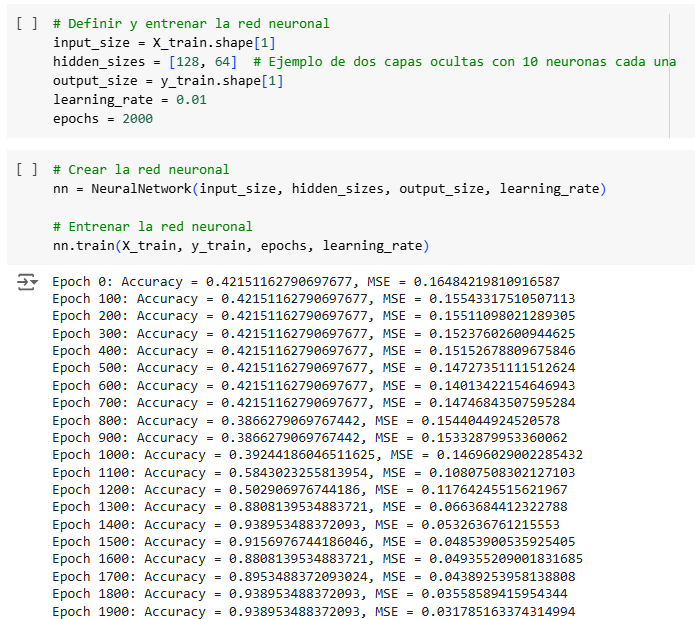 [ ] # Definir y entrenar la red neuronal
input_size = X_train.shape[1]
hidden_sizes = [128, 64]  # Ejemplo de dos capas ocultas con 10 neuronas cada una
output_size = y_train.shape[1]
learning_rate = 0.01
epochs = 2000
[ ] # Crear la red neuronal
nn = NeuralNetwork(input_size, hidden_sizes, output_size, learning_rate)
# Entrenar la red neuronal
nn.train(X_train, y_train, epochs, learning_rate)
Epoch 0: Accuracy = 0.42151162790697677, MSE = 0.16484219810916587
Epoch 100: Accuracy = 0.42151162790697677, MSE = 0.15543317510507113
Epoch 200: Accuracy = 0.42151162790697677, MSE = 0.15511098021289305
Epoch 300: Accuracy = 0.42151162790697677, MSE = 0.15237602600944625
Epoch 400: Accuracy = 0.42151162790697677, MSE = 0.15152678809675846
Epoch 500: Accuracy = 0.42151162790697677, MSE = 0.14727351111512624
Epoch 600: Accuracy = 0.42151162790697677, MSE = 0.14013422154646943
Epoch 700: Accuracy = 0.42151162790697677, MSE = 0.14746843507595284
Epoch 800: Accuracy = 0.3866279069767442, MSE = 0.1544044924520578
Epoch 900: Accuracy = 0.3866279069767442, MSE = 0.15332879953360062
Epoch 1000: Accuracy = 0.39244186046511625, MSE = 0.14696029002285432
Epoch 1100: Accuracy = 0.5843023255813954, MSE = 0.10807508302127103
Epoch 1200: Accuracy = 0.502906976744186, MSE = 0.11764245515621967
Epoch 1300: Accuracy = 0.8808139534883721, MSE = 0.0663684412322788
Epoch 1400: Accuracy = 0.938953488372093, MSE = 0.0532636761215553
Epoch 1500: Accuracy = 0.9156976744186046, MSE = 0.04853900535925405
Epoch 1600: Accuracy = 0.8808139534883721, MSE = 0.049355209001831685
Epoch 1700: Accuracy = 0.8953488372093024, MSE = 0.04389253958138808
Epoch 1800: Accuracy = 0.938953488372093, MSE = 0.03558589415954344
Epoch 1900: Accuracy = 0.938953488372093, MSE = 0.031785163374314994